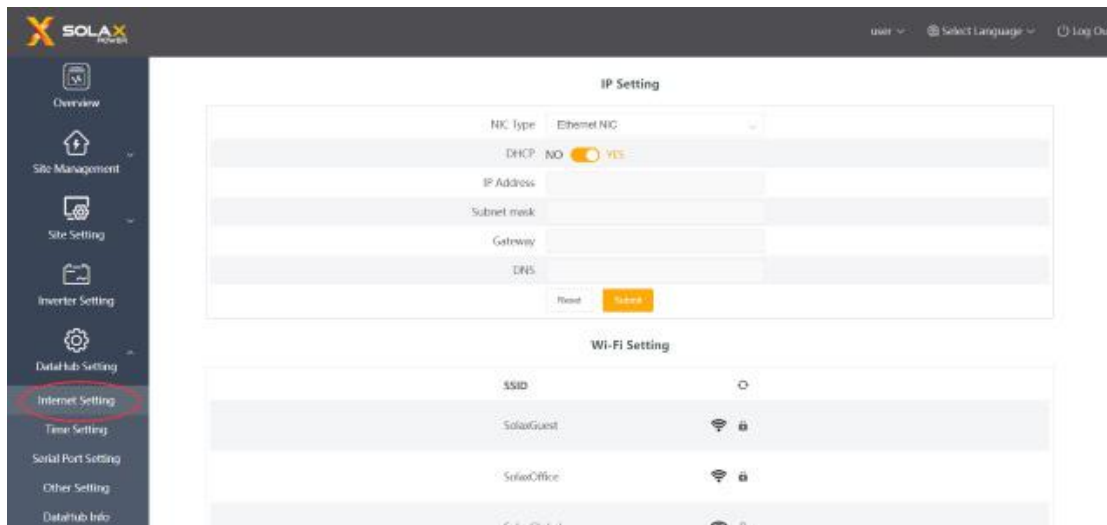 SOLAX
POWER
user
Select Language
Log Ou
Overview
Site Management
Site Setting
Inverter Setting
DataHub Setting
Internet Setting
Time Setting
Serial Port Setting
Other Setting
DataHub Info
IP Setting
NIC Type Ethernet NIC
DHCP NO YES
IP Address
Subnet mask
Gateway
DNS
Reset Submit
Wi-Fi Setting
SSID
SolaxGuest
SolaxOffice